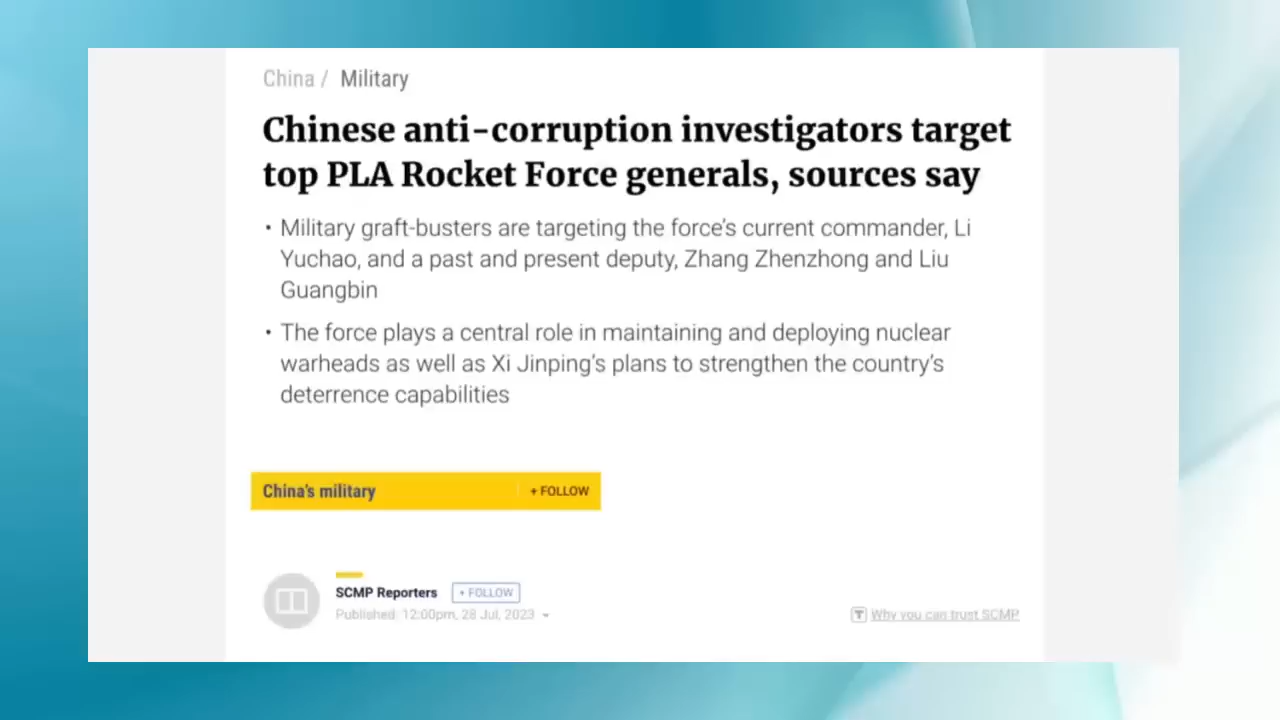 China / Military
Chinese anti-corruption investigators target
top PLA Rocket Force generals, sources say
• Military graft-busters are targeting the force's current commander, Li
Yuchao, and a past and present deputy, Zhang Zhenzhong and Liu
Guangbin
• The force plays a central role in maintaining and deploying nuclear
warheads as well as Xi Jinping's plans to strengthen the country's
deterrence capabilities
China's military + FOLLOW
SCMP Reporters + FOLLOW
Published: 12:00pm, 28 Jul, 2023
Why you can trust SCMP